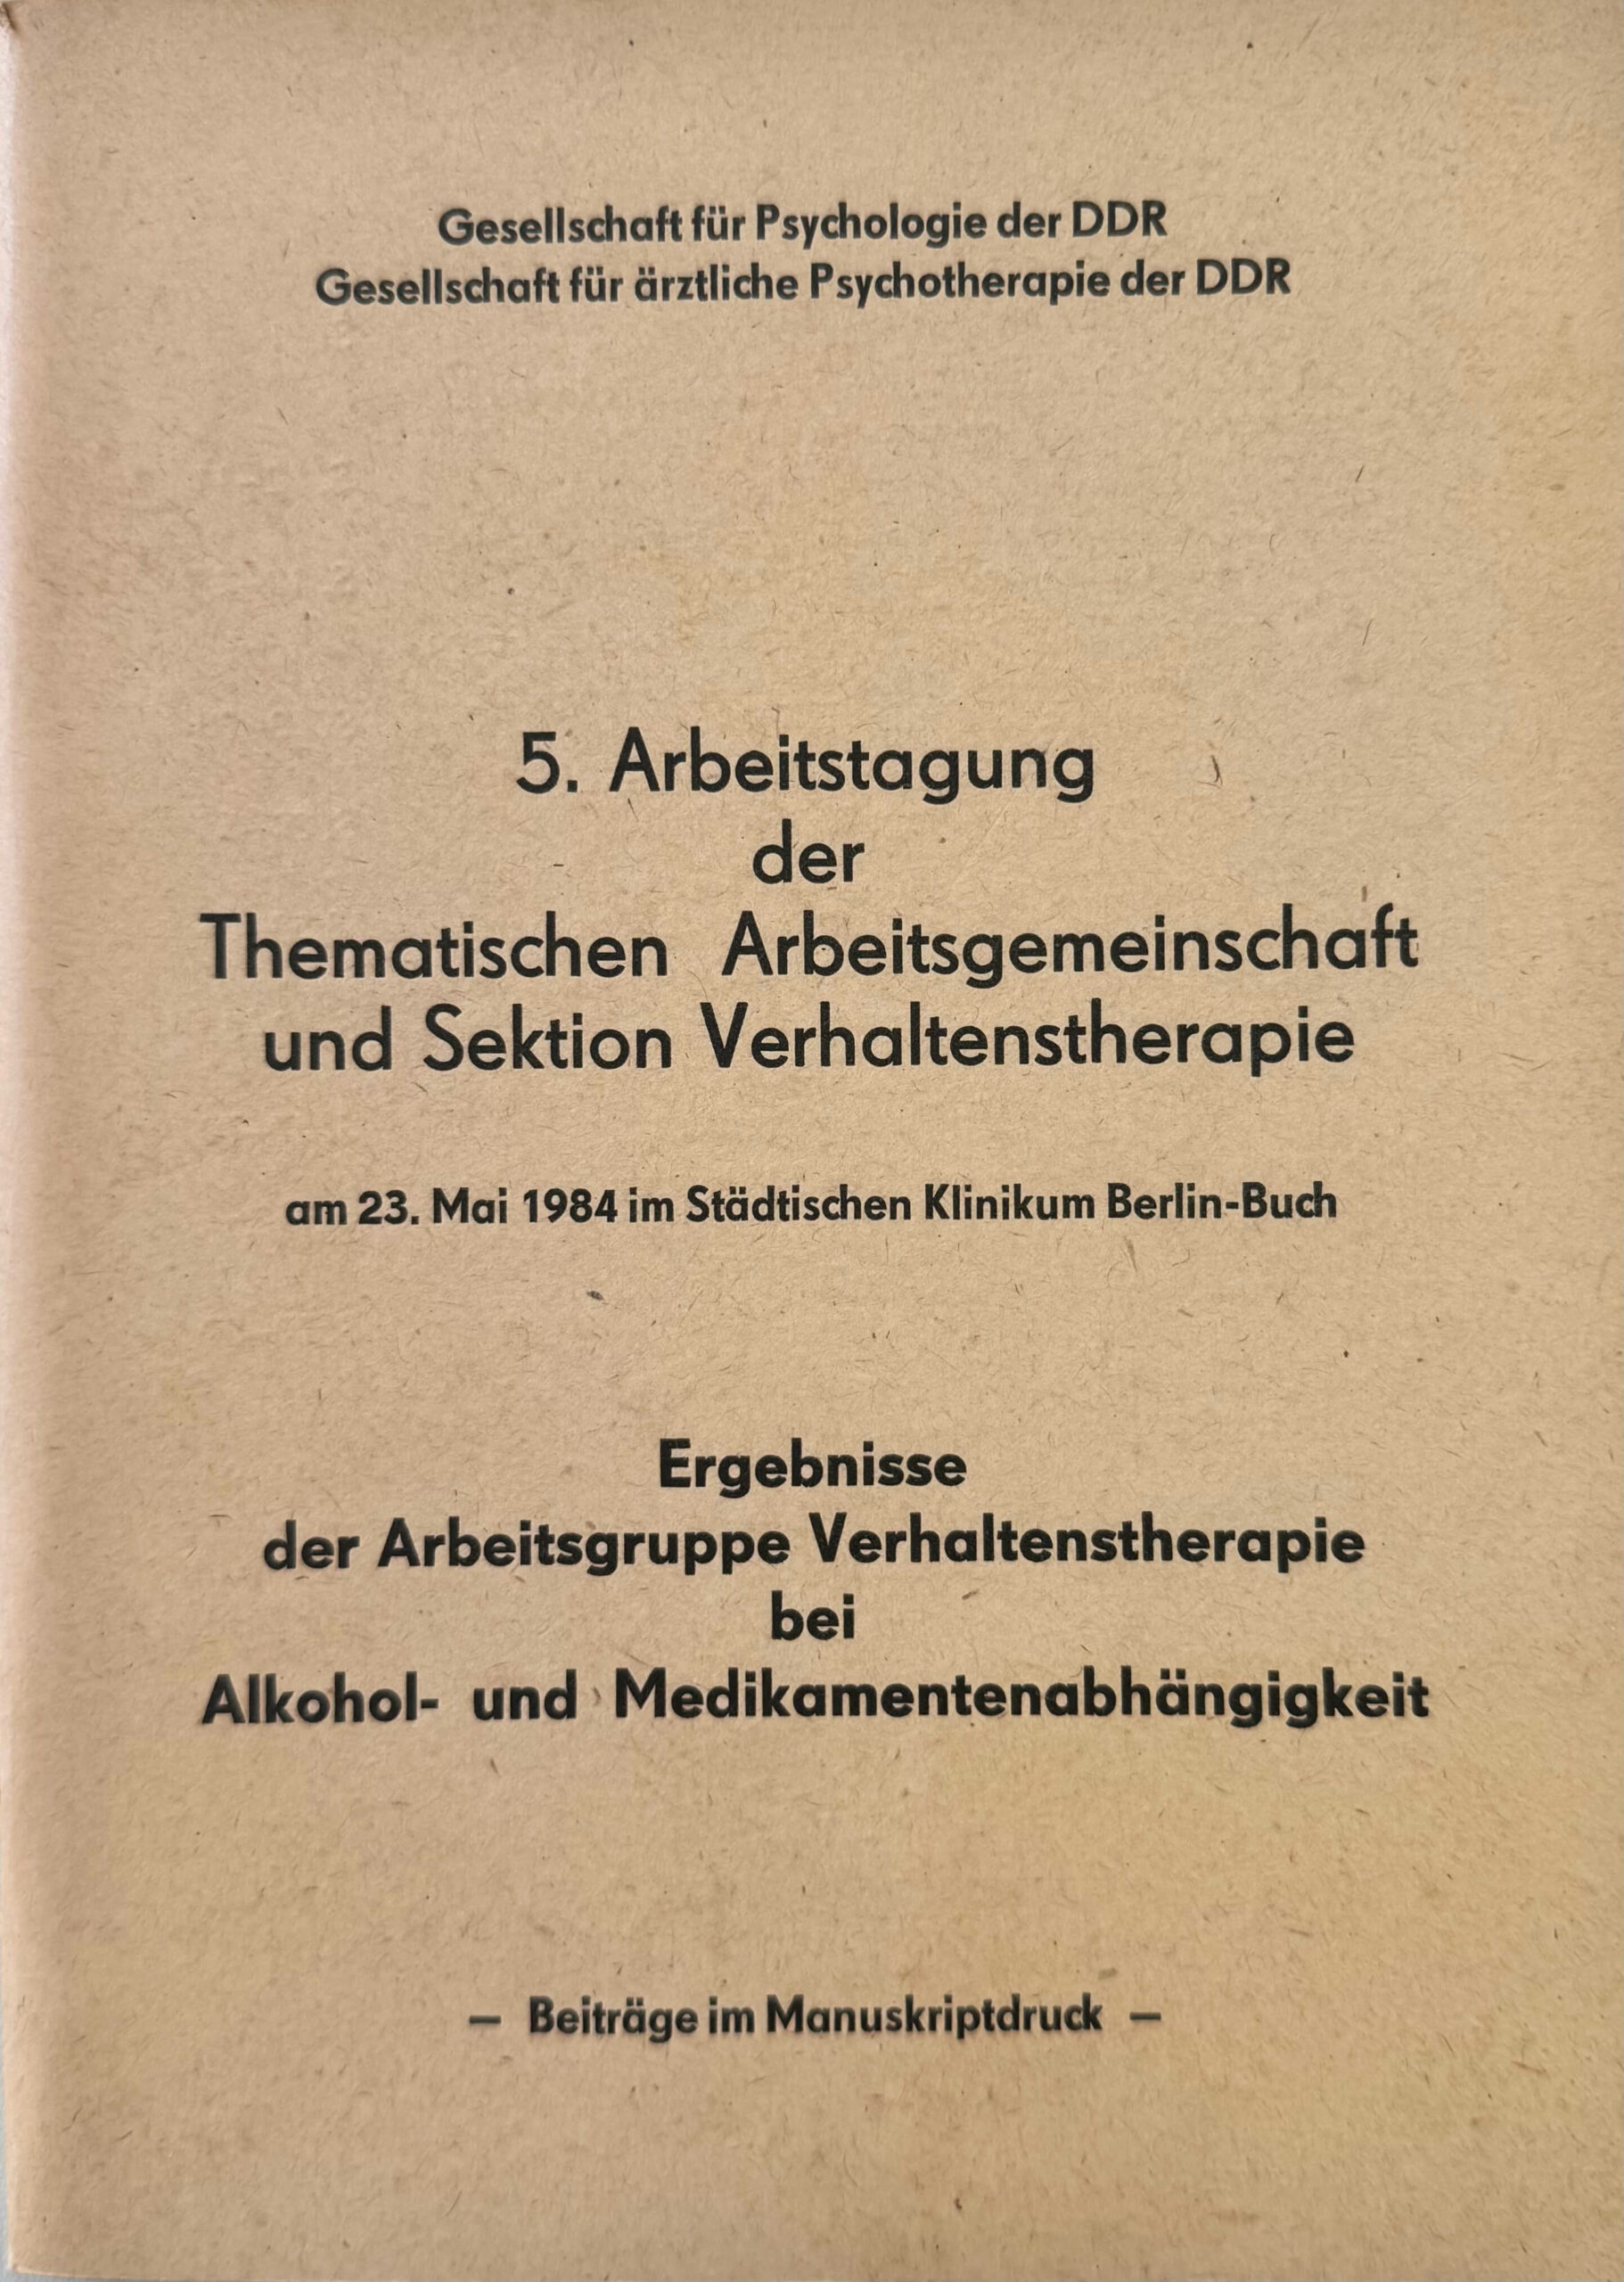 Gesellschaft für Psychologie der DDR
Gesellschaft für ärztliche Psychotherapie der DDR
5. Arbeitstagung
der
Thematischen Arbeitsgemeinschaft
und Sektion Verhaltenstherapie
am 23. Mai 1984 im Städtischen Klinikum Berlin-Buch
Ergebnisse
der Arbeitsgruppe Verhaltenstherapie
bei
Alkohol- und Medikamentenabhängigkeit
– Beiträge im Manuskriptdruck –